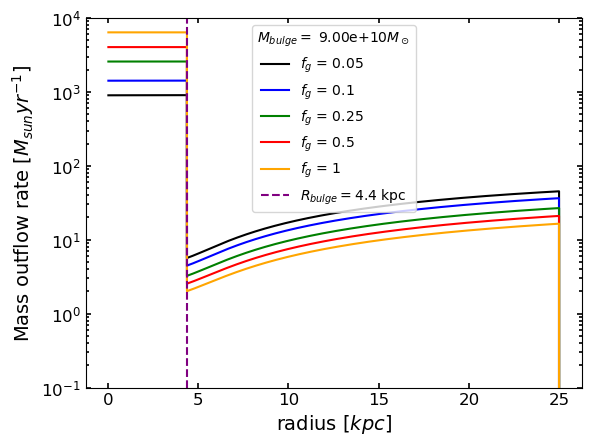 Mass outflow rate [M_sun yr^−1]
10^4
10^3
10^2
10^1
10^0
10^−1
M_bulge = 9.00e+10M_⊙
f_g = 0.05
f_g = 0.1
f_g = 0.25
f_g = 0.5
f_g = 1
R_bulge = 4.4 kpc
0 5 10 15 20 25
radius [kpc]